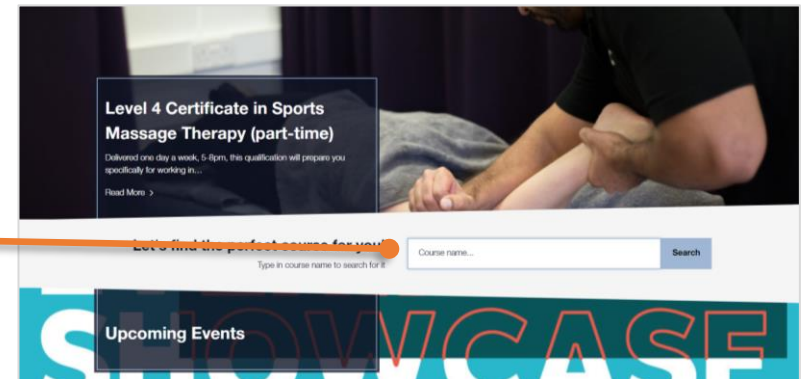 Level 4 Certificate in Sports
Massage Therapy (part-time)
Delivered one day a week, 5-8pm, this qualification will prepare you
specifically for working in...
Read More >
Let's find the perfect course for you!
Type in course name to search for it
Course name...
Search
SHOWCASE
Upcoming Events